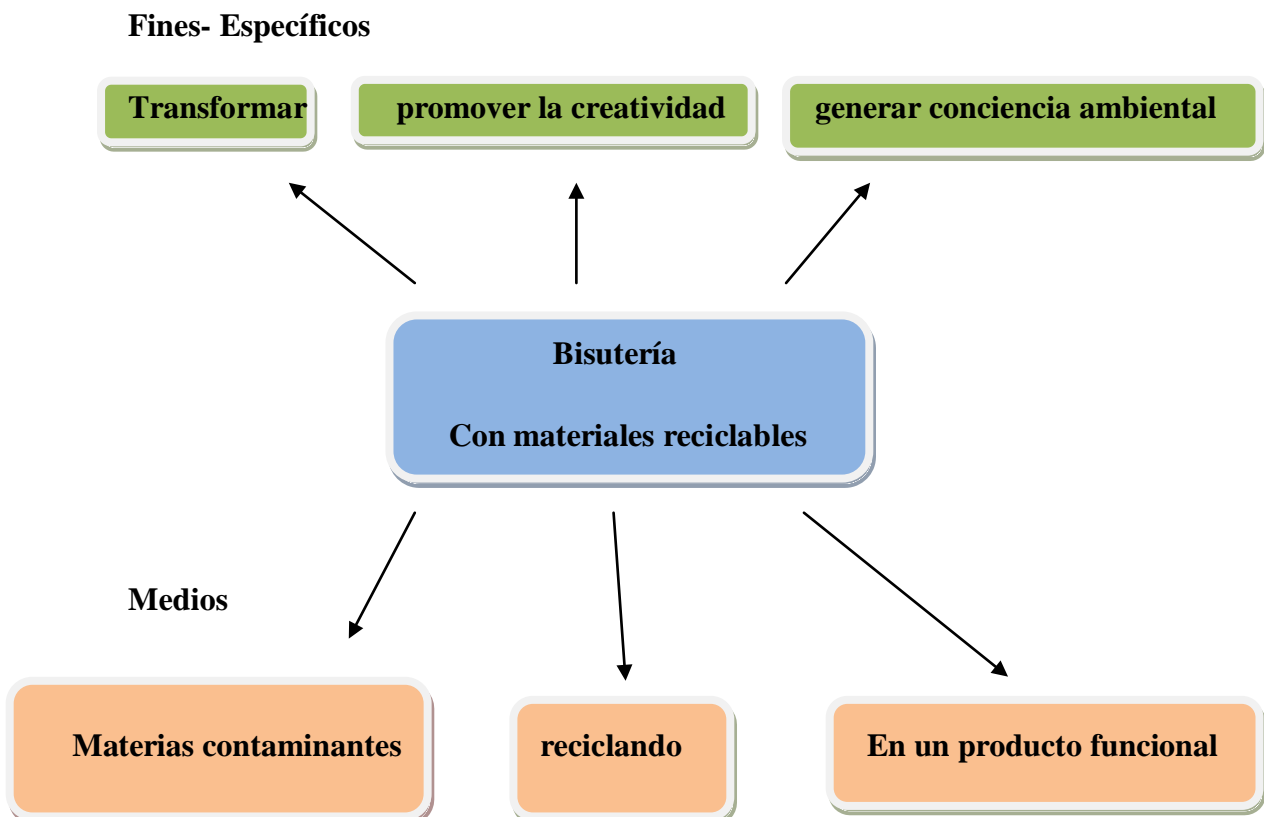 Fines- Específicos
Transformar
promover la creatividad
generar conciencia ambiental
Bisutería
Con materiales reciclables
Medios
Materias contaminantes
reciclando
En un producto funcional